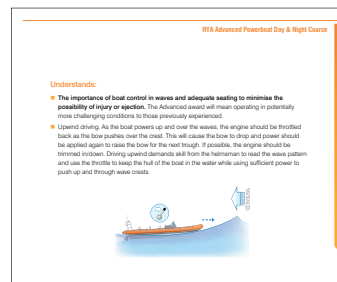 RYA Advanced Powerboat Day & Night Course
Understands:
■ The importance of boat control in waves and adequate seating to minimise the
possibility of injury or ejection. The Advanced award will mean operating in potentially
more challenging conditions to those previously experienced.
■ Upwind driving. As the boat powers up and over the waves, the engine should be throttled
back as the bow pushes over the crest. This will cause the bow to drop and power should
be applied again to raise the bow for the next trough. If possible, the engine should be
trimmed in/down. Driving upwind demands skill from the helmsman to read the wave pattern
and use the throttle to keep the hull of the boat in the water while using sufficient power to
push up and through wave crests.